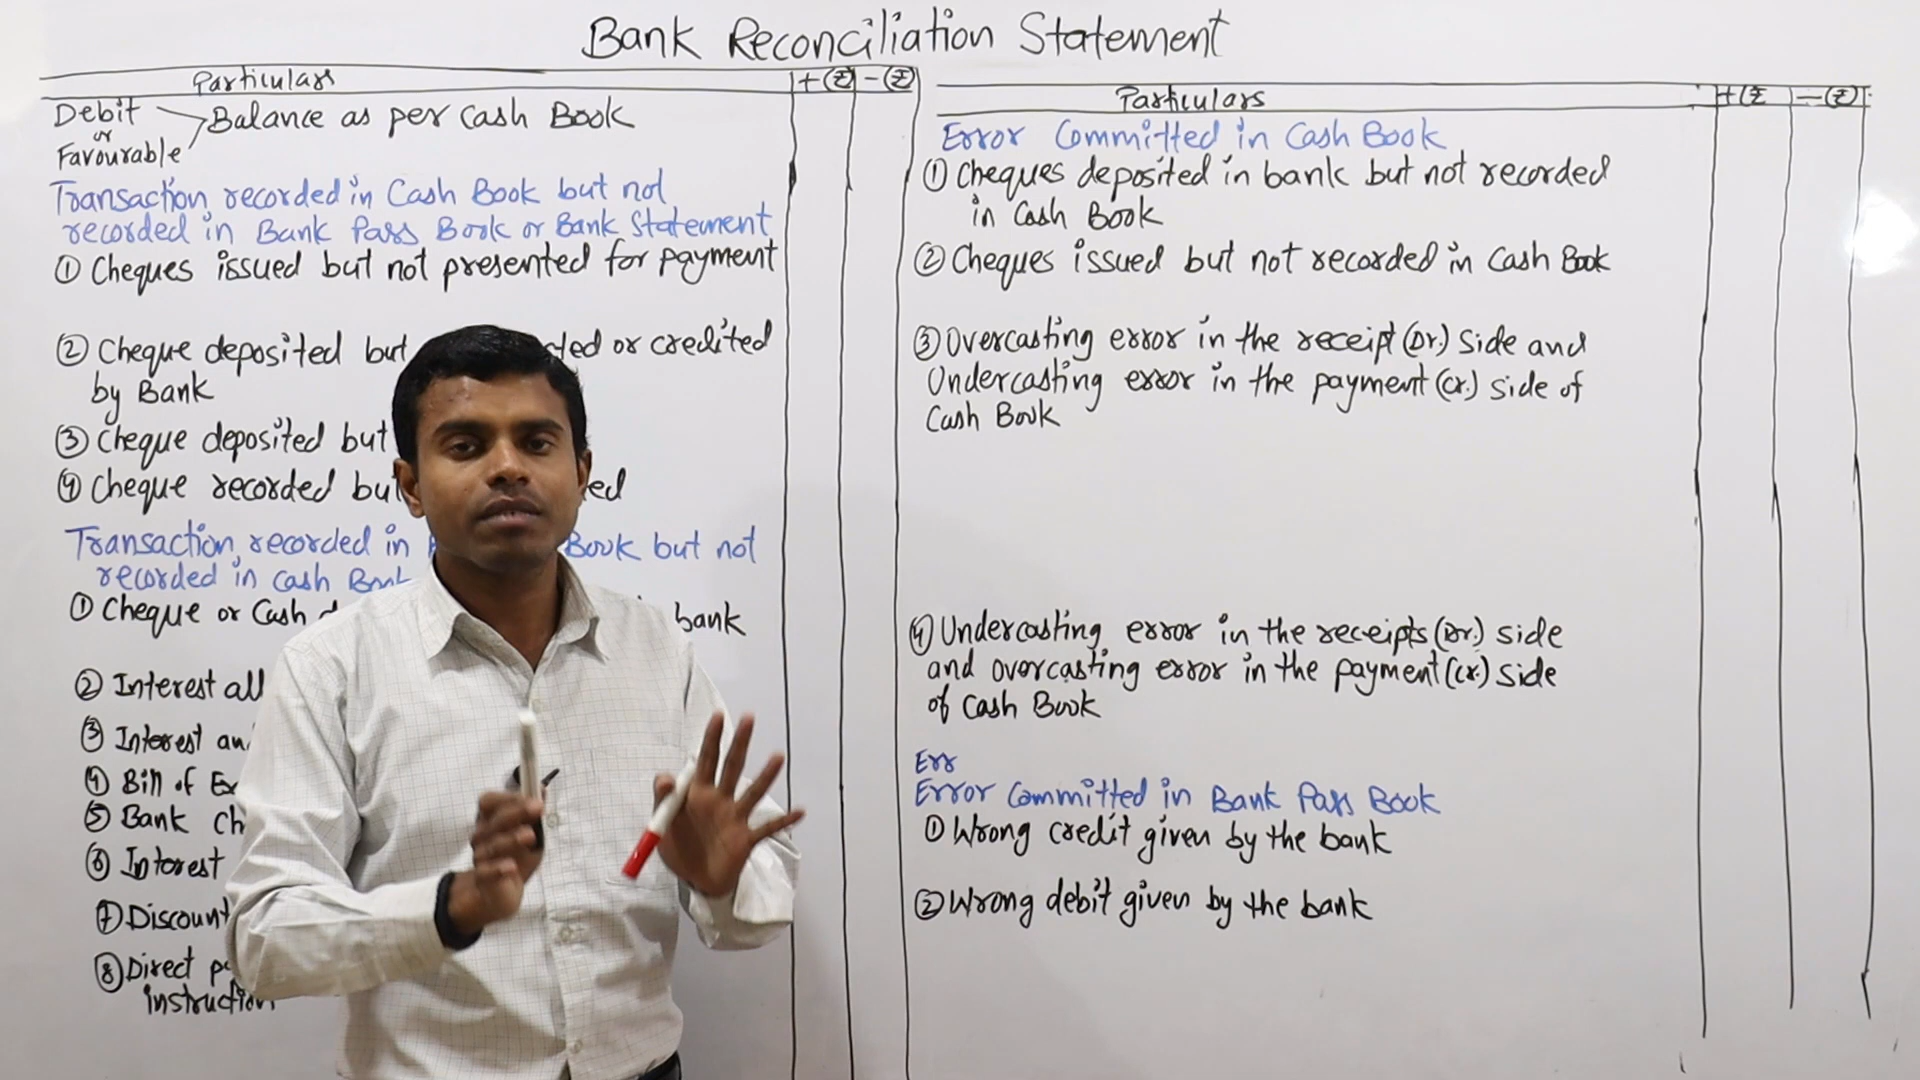 Bank Reconciliation Statement
Particulars +(₹) -(₹)
Debit
or
Favourable
Balance as per Cash Book
Transaction recorded in Cash Book but not
recorded in Bank Pass Book or Bank Statement
① Cheques issued but not presented for payment
② Cheque deposited but or credited
by Bank
③ Cheque deposited but
④ Cheque recorded but
Transaction recorded in Book but not
recorded in Cash Book
① Cheque or Cash bank
② Interest all
③ Interest an
④ Bill of Ex
⑤ Bank Ch
⑥ Interest
⑦ Discount
⑧ Direct p
instruction
Particulars +(₹ -(₹)
Error Committed in Cash Book
① Cheques deposited in bank but not recorded
in Cash Book
② Cheques issued but not recorded in Cash Book
③ Overcasting error in the receipt (Dr.) side and
Undercasting error in the payment (Cr.) side of
Cash Book
④ Undercasting error in the receipts (Dr.) side
and overcasting error in the payment (Cr.) side
of Cash Book
Err
Error Committed in Bank Pass Book
① Wrong credit given by the bank
② Wrong debit given by the bank